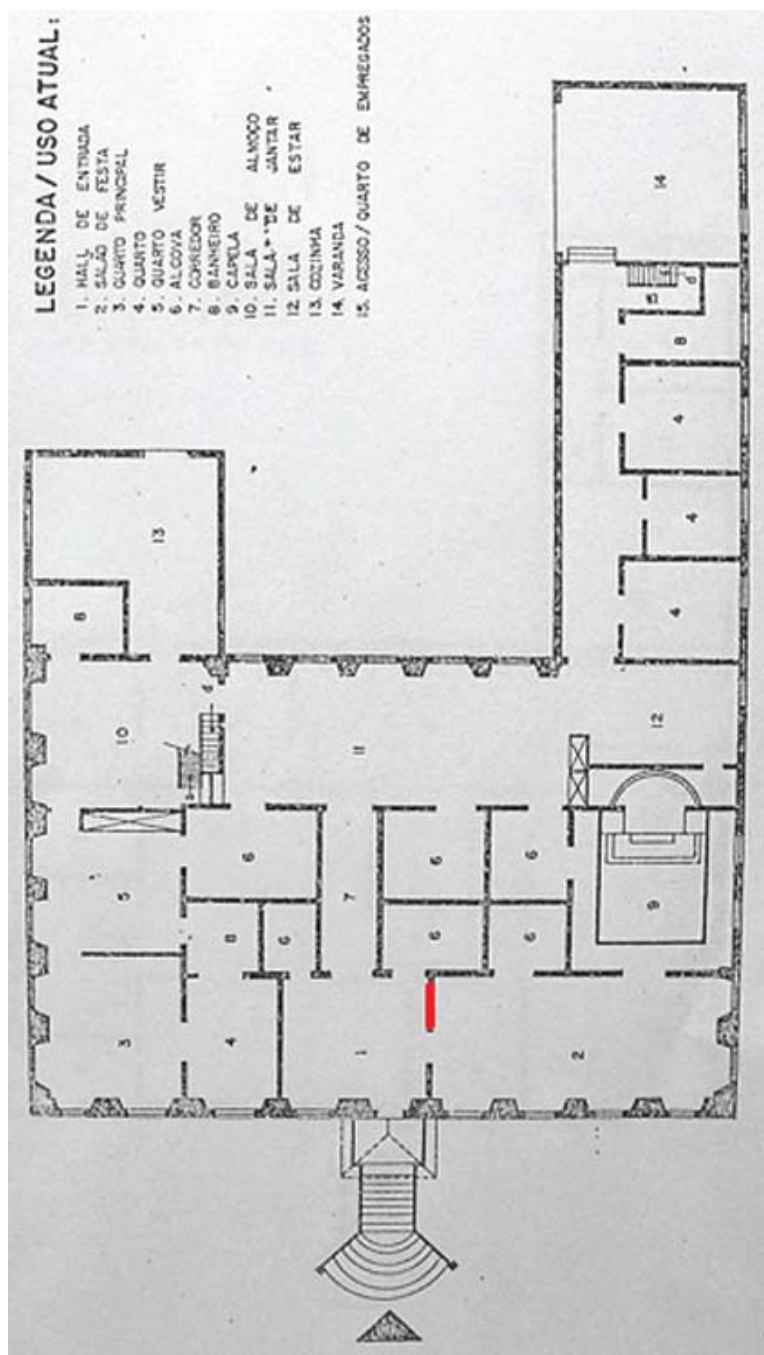 LEGENDA / USO ATUAL:
1. HALL DE ENTRADA
2. SALÃO DE FESTA
3. QUARTO PRINCIPAL
4. QUARTO
5. QUARTO VESTIR
6. ALCOVA
7. CORREDOR
8. BANHEIRO
9. CAPELA
10. SALA DE ALMOÇO
11. SALA DE JANTAR
12. SALA DE ESTAR
13. COZINHA
14. VARANDA
15. ACESSO/QUARTO DE EMPREGADOS
3
5
10
8
13
4
8
6
6
d
1
7
11
6
6
2
6
6
9
12
4
4
4
8
d
14